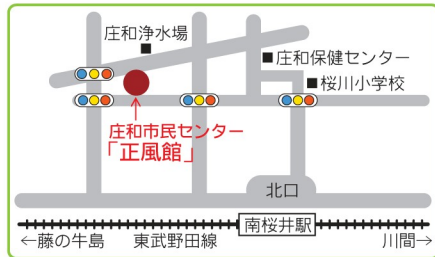 庄和浄水場
庄和保健センター
桜川小学校
庄和市民センター
「正風館」
北口
南桜井駅
←藤の牛島
東武野田線
川間→